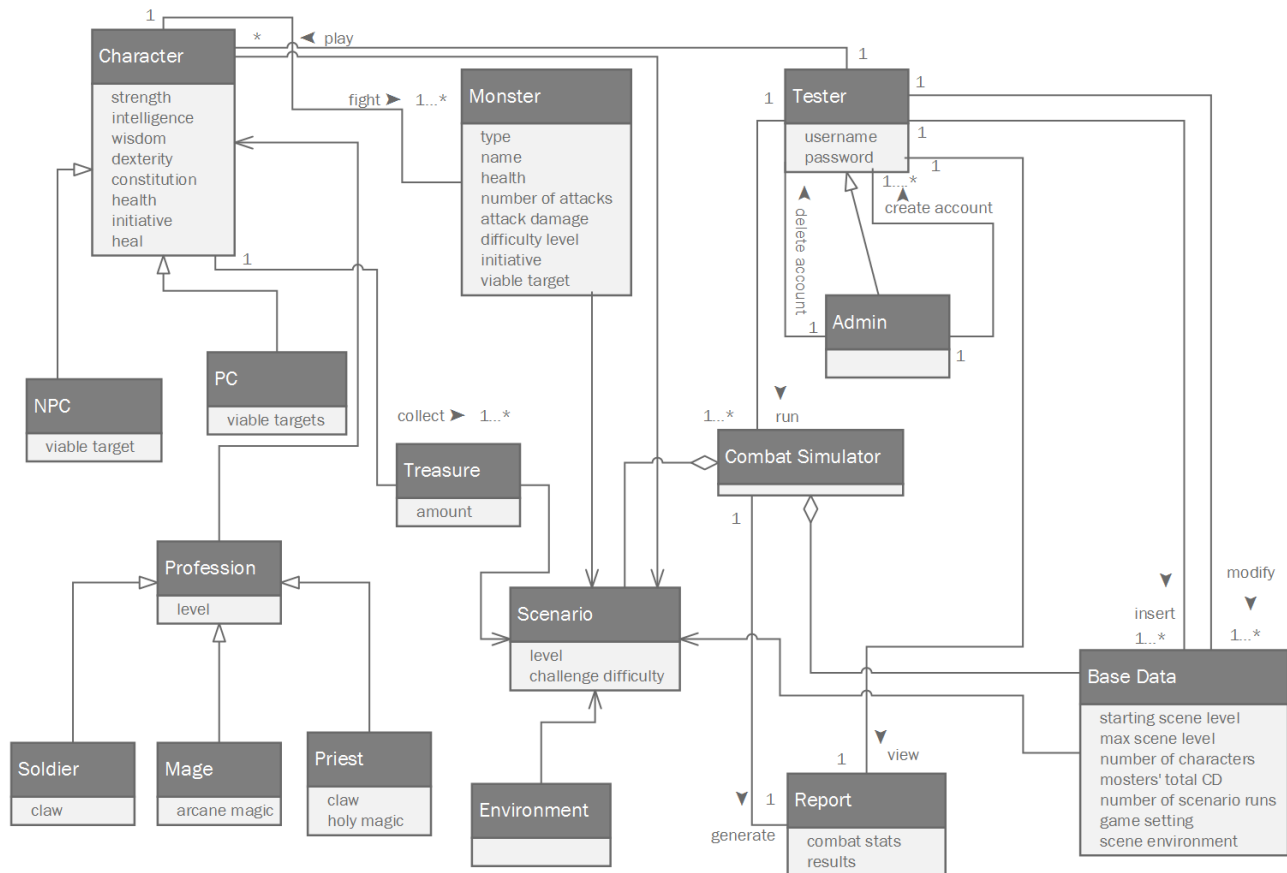 1
Character
strength
intelligence
wisdom
dexterity
constitution
health
initiative
heal
*
play
1
fight
1...*
Monster
type
name
health
number of attacks
attack damage
difficulty level
initiative
viable target
1
Tester
username
password
1
1
1
1....*
create account
delete account
1
Admin
1
1
NPC
viable target
PC
viable targets
collect
1...*
Treasure
amount
1...*
run
Combat Simulator
1
Profession
level
Scenario
level
challenge difficulty
insert
1...*
modify
1...*
Base Data
starting scene level
max scene level
number of characters
mosters' total CD
number of scenario runs
game setting
scene environment
Soldier
claw
Mage
arcane magic
Priest
claw
holy magic
Environment
1
view
generate
1
Report
combat stats
results